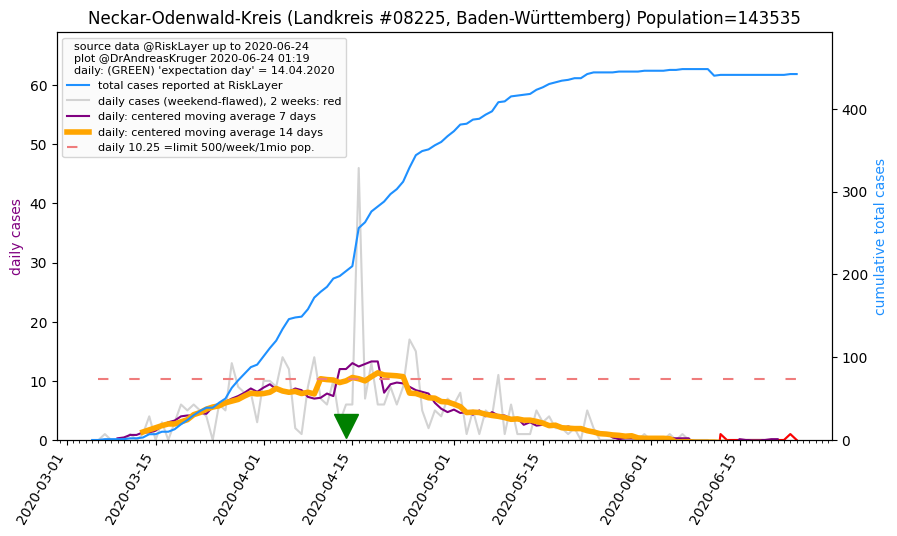 Neckar-Odenwald-Kreis (Landkreis #08225, Baden-Württemberg) Population=143535
source data @RiskLayer up to 2020-06-24
plot @DrAndreasKruger 2020-06-24 01:19
daily: (GREEN) 'expectation day' = 14.04.2020
total cases reported at RiskLayer
daily cases (weekend-flawed), 2 weeks: red
daily: centered moving average 7 days
daily: centered moving average 14 days
daily 10.25 =limit 500/week/1mio pop.
daily cases
0
10
20
30
40
50
60
cumulative total cases
0
100
200
300
400
2020-03-01
2020-03-15
2020-04-01
2020-04-15
2020-05-01
2020-05-15
2020-06-01
2020-06-15